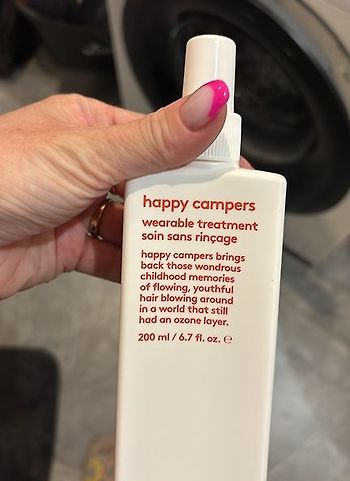 happy campers
wearable treatment
soin sans rinçage
happy campers brings
back those wondrous
childhood memories
of flowing, youthful
hair blowing around
in a world that still
had an ozone layer.
200 ml / 6.7 fl. oz. ℮